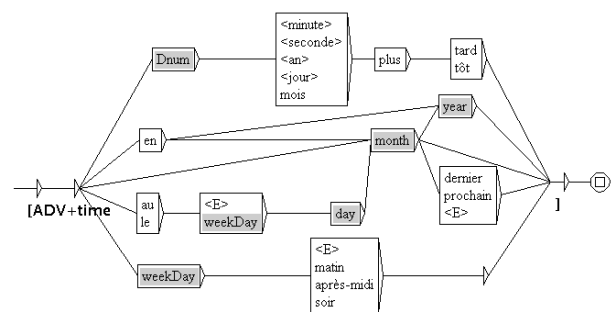 <minute>
<seconde>
<an>
<jour>
mois
Dnum
plus
tard
tôt
year
en
month
dernier
prochain
<E>
au
le
<E>
weekDay
day
[ADV+time
]
weekDay
<E>
matin
après-midi
soir